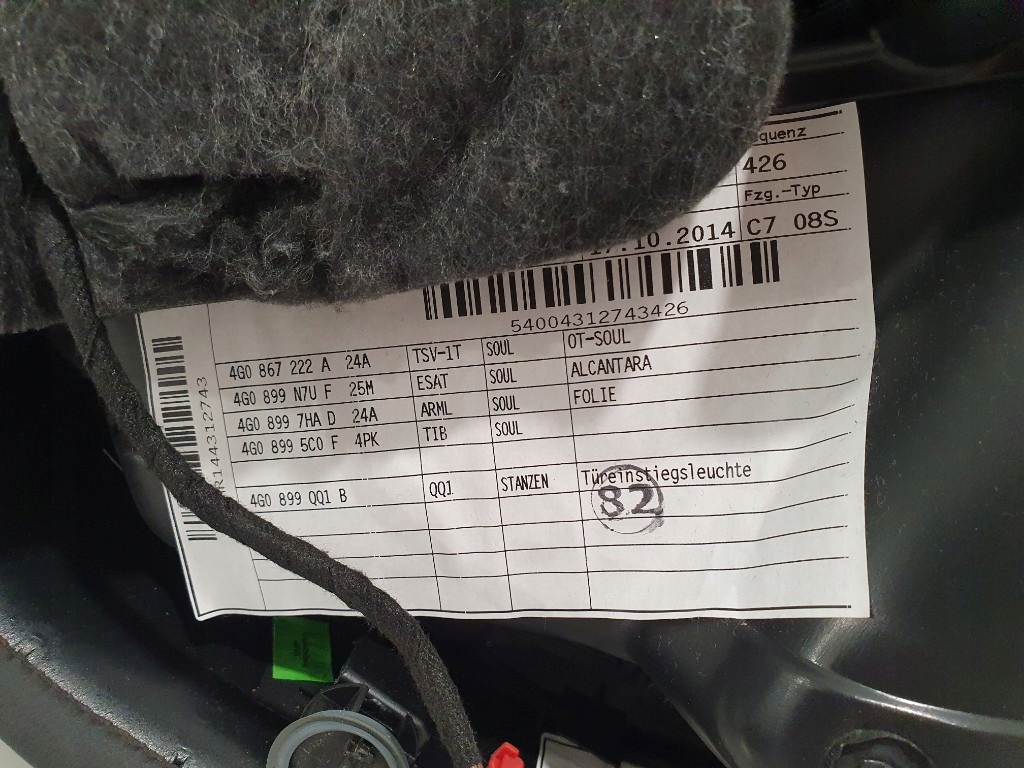 426
Fzg.-Typ
.10.2014 C7 08S
54004312743426
4G0 867 222 A 24A TSV-1T SOUL OT-SOUL
4G0 899 N7U F 25M ESAT SOUL ALCANTARA
4G0 899 7HA D 24A ARML SOUL FOLIE
4G0 899 5C0 F 4PK TIB SOUL
4G0 899 QQ1 B QQ1 STANZEN Türeinstiegsleuchte
82
R144312743